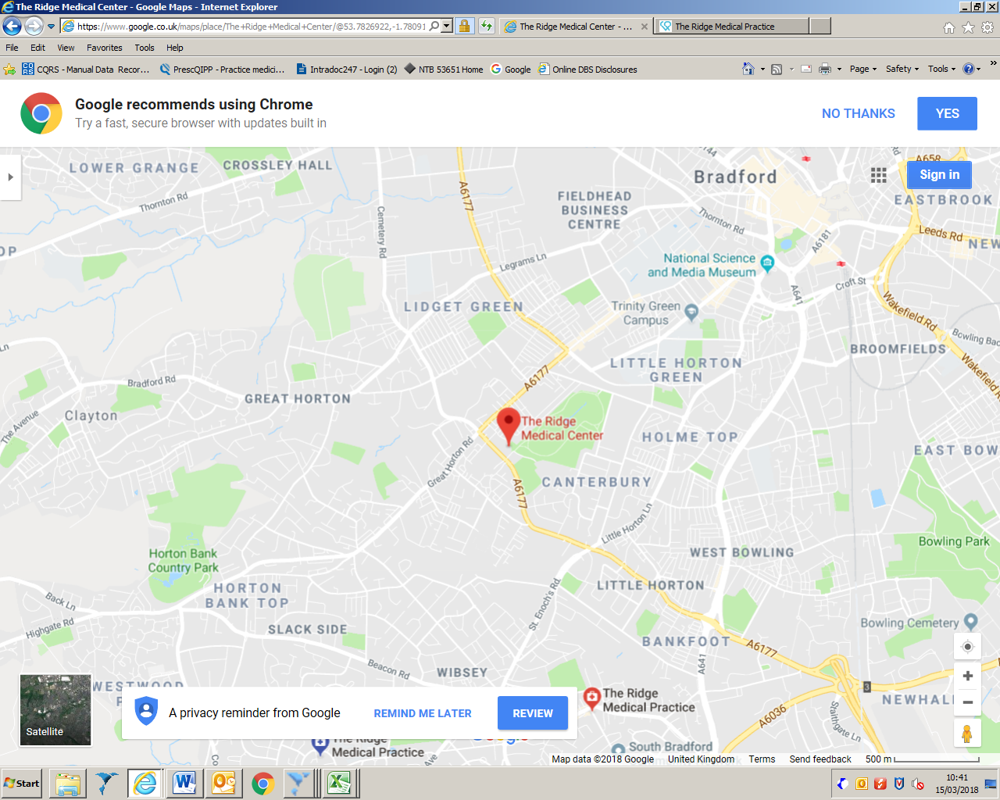 The Ridge Medical Center - Google Maps - Internet Explorer
https://www.google.co.uk/maps/place/The+Ridge+Medical+Center/@53.7826922,-1.78091
The Ridge Medical Center - ...
The Ridge Medical Practice
File Edit View Favorites Tools Help
CQRS - Manual Data Recor...
PrescQIPP - Practice medici...
Intradoc247 - Login (2)
NTB 53651 Home
Google
Online DBS Disclosures
Page Safety Tools
Google recommends using Chrome
Try a fast, secure browser with updates built in
NO THANKS
YES
LOWER GRANGE
CROSSLEY HALL
Thornton Rd
Cemetery Rd
A6177
FIELDHEAD
BUSINESS
CENTRE
Bradford
A658
Sign in
EASTBROOK
Thornton Rd
Leeds Rd
NEW
A6181
National Science
and Media Museum
Legrams Ln
Croft St
A641
LIDGET GREEN
Trinity Green
Campus
Wakefield Rd
Bowling Back
BROOMFIELDS
Wakefield Rd
LITTLE HORTON
GREEN
A6177
Bradford Rd
GREAT HORTON
Clayton
The Avenue
The Ridge
Medical Center
HOLME TOP
EAST BOW
Great Horton Rd
CANTERBURY
A6177
Little Horton Ln
Horton Bank
Country Park
Bowling Park
WEST BOWLING
HORTON
BANK TOP
LITTLE HORTON
Back Ln
Highgate Rd
St. Enoch's Rd
SLACK SIDE
Bowling Cemetery
BANKFOOT
A6177
A641
Beacon Rd
WIBSEY
WESTWOOD
Satellite
A privacy reminder from Google
REMIND ME LATER
REVIEW
The Ridge
Medical Practice
3
NEWHALL
A6036
Staithgate Ln
The Ridge
Medical Practice
Google
South Bradford
Map data ©2018 Google United Kingdom Terms Send feedback 500 m
Start
10:41
15/03/2018